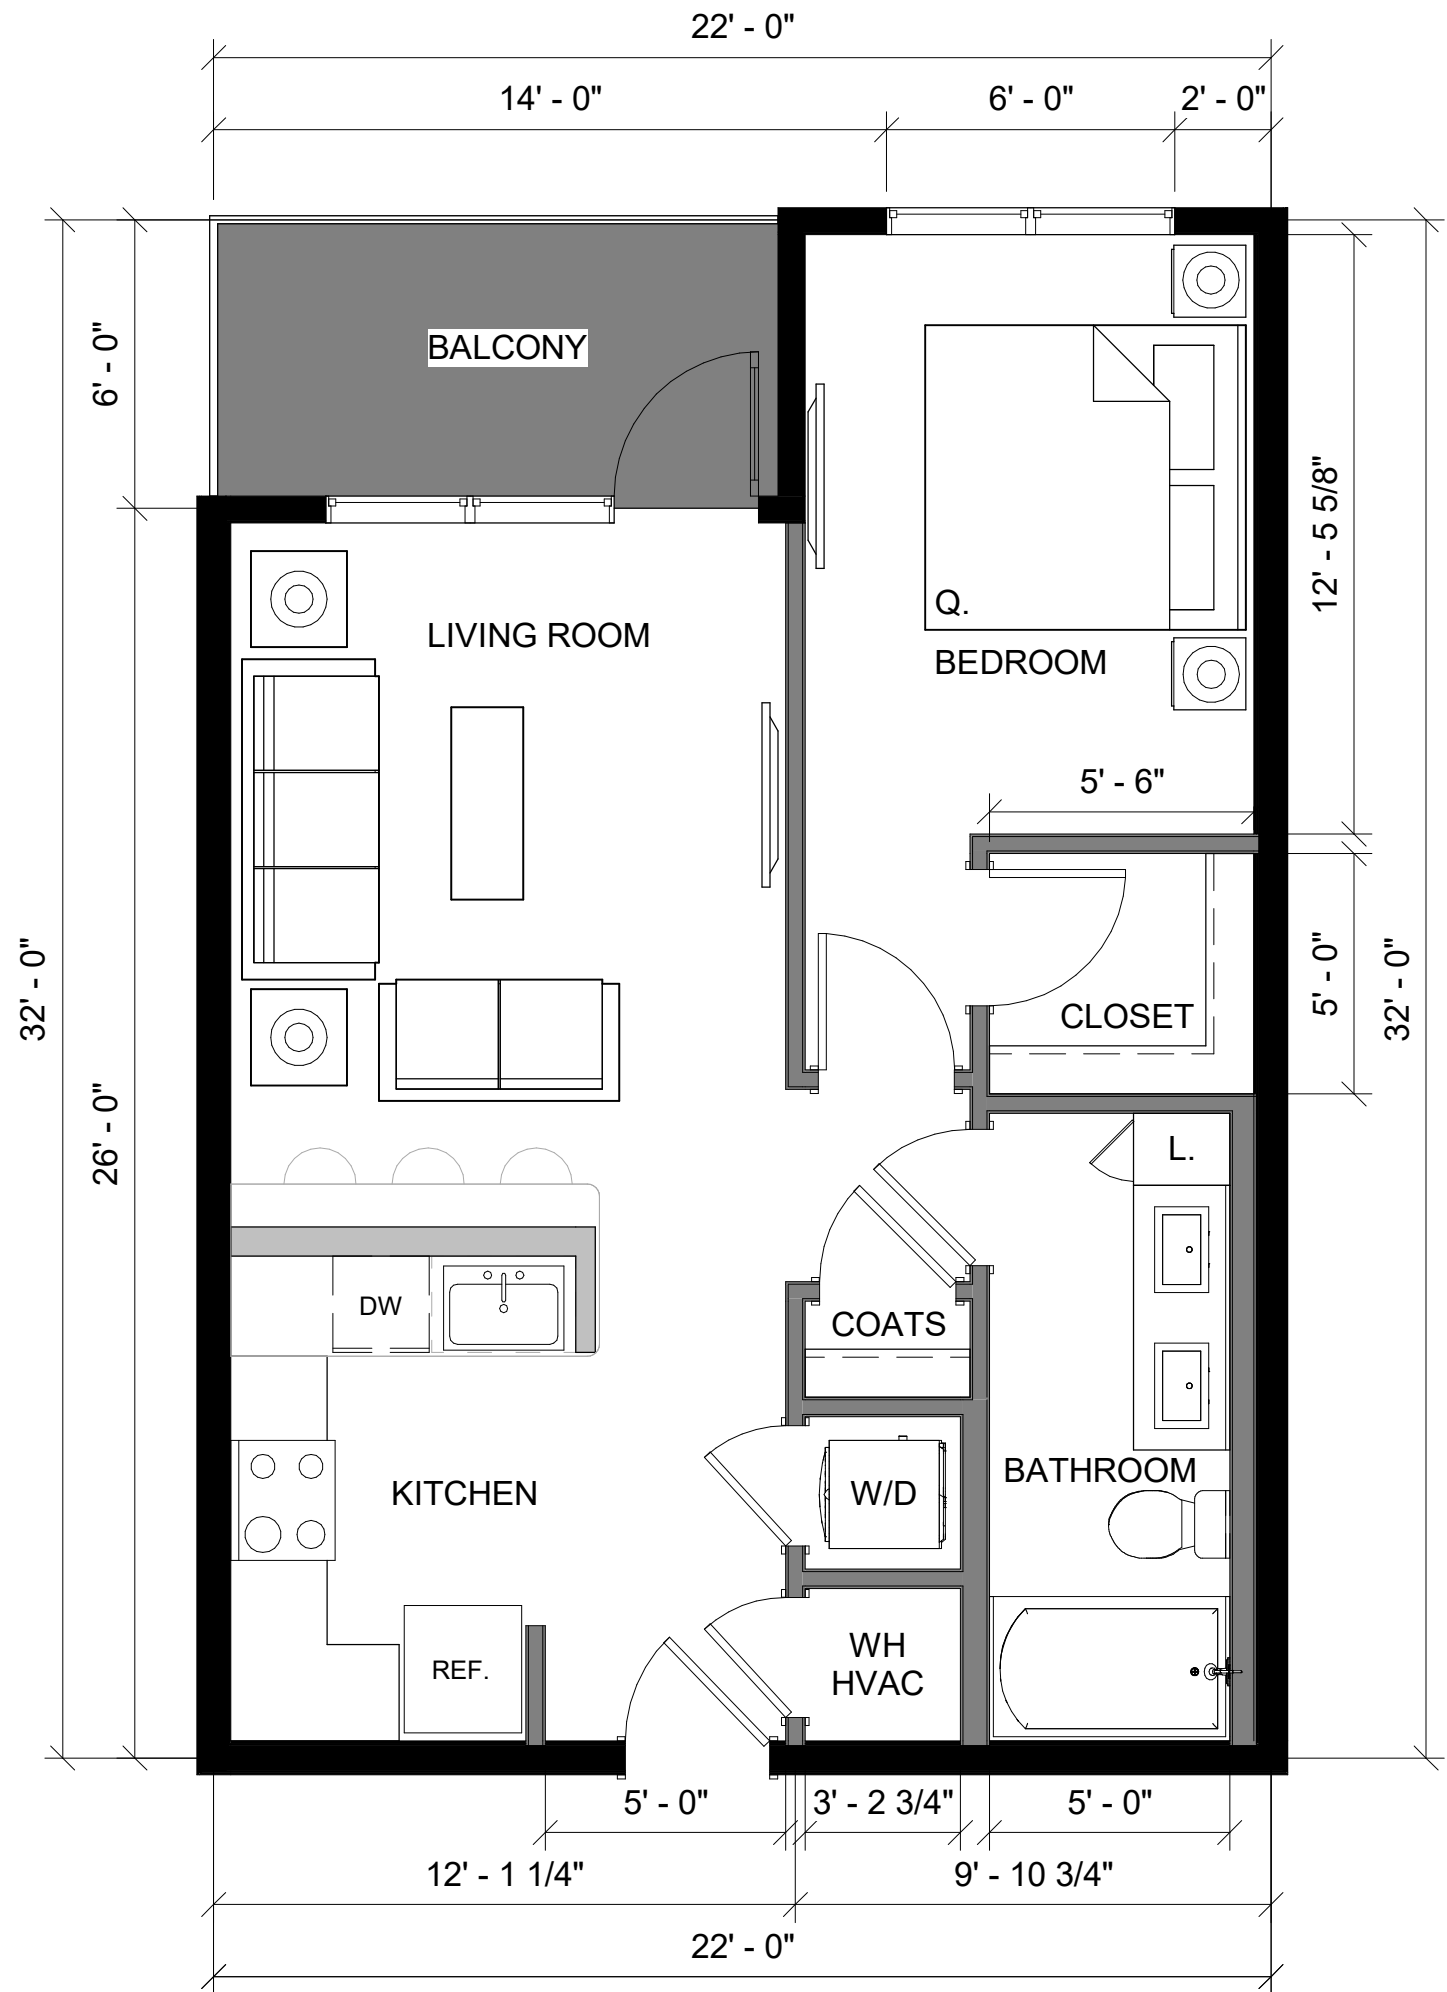 22' - 0"
14' - 0"
6' - 0"
2' - 0"
6' - 0"
BALCONY
12' - 5 5/8"
Q.
LIVING ROOM
BEDROOM
5' - 6"
32' - 0"
26' - 0"
5' - 0"
32' - 0"
CLOSET
L.
DW
COATS
KITCHEN
W/D
BATHROOM
REF.
WH
HVAC
5' - 0"
3' - 2 3/4"
5' - 0"
12' - 1 1/4"
9' - 10 3/4"
22' - 0"